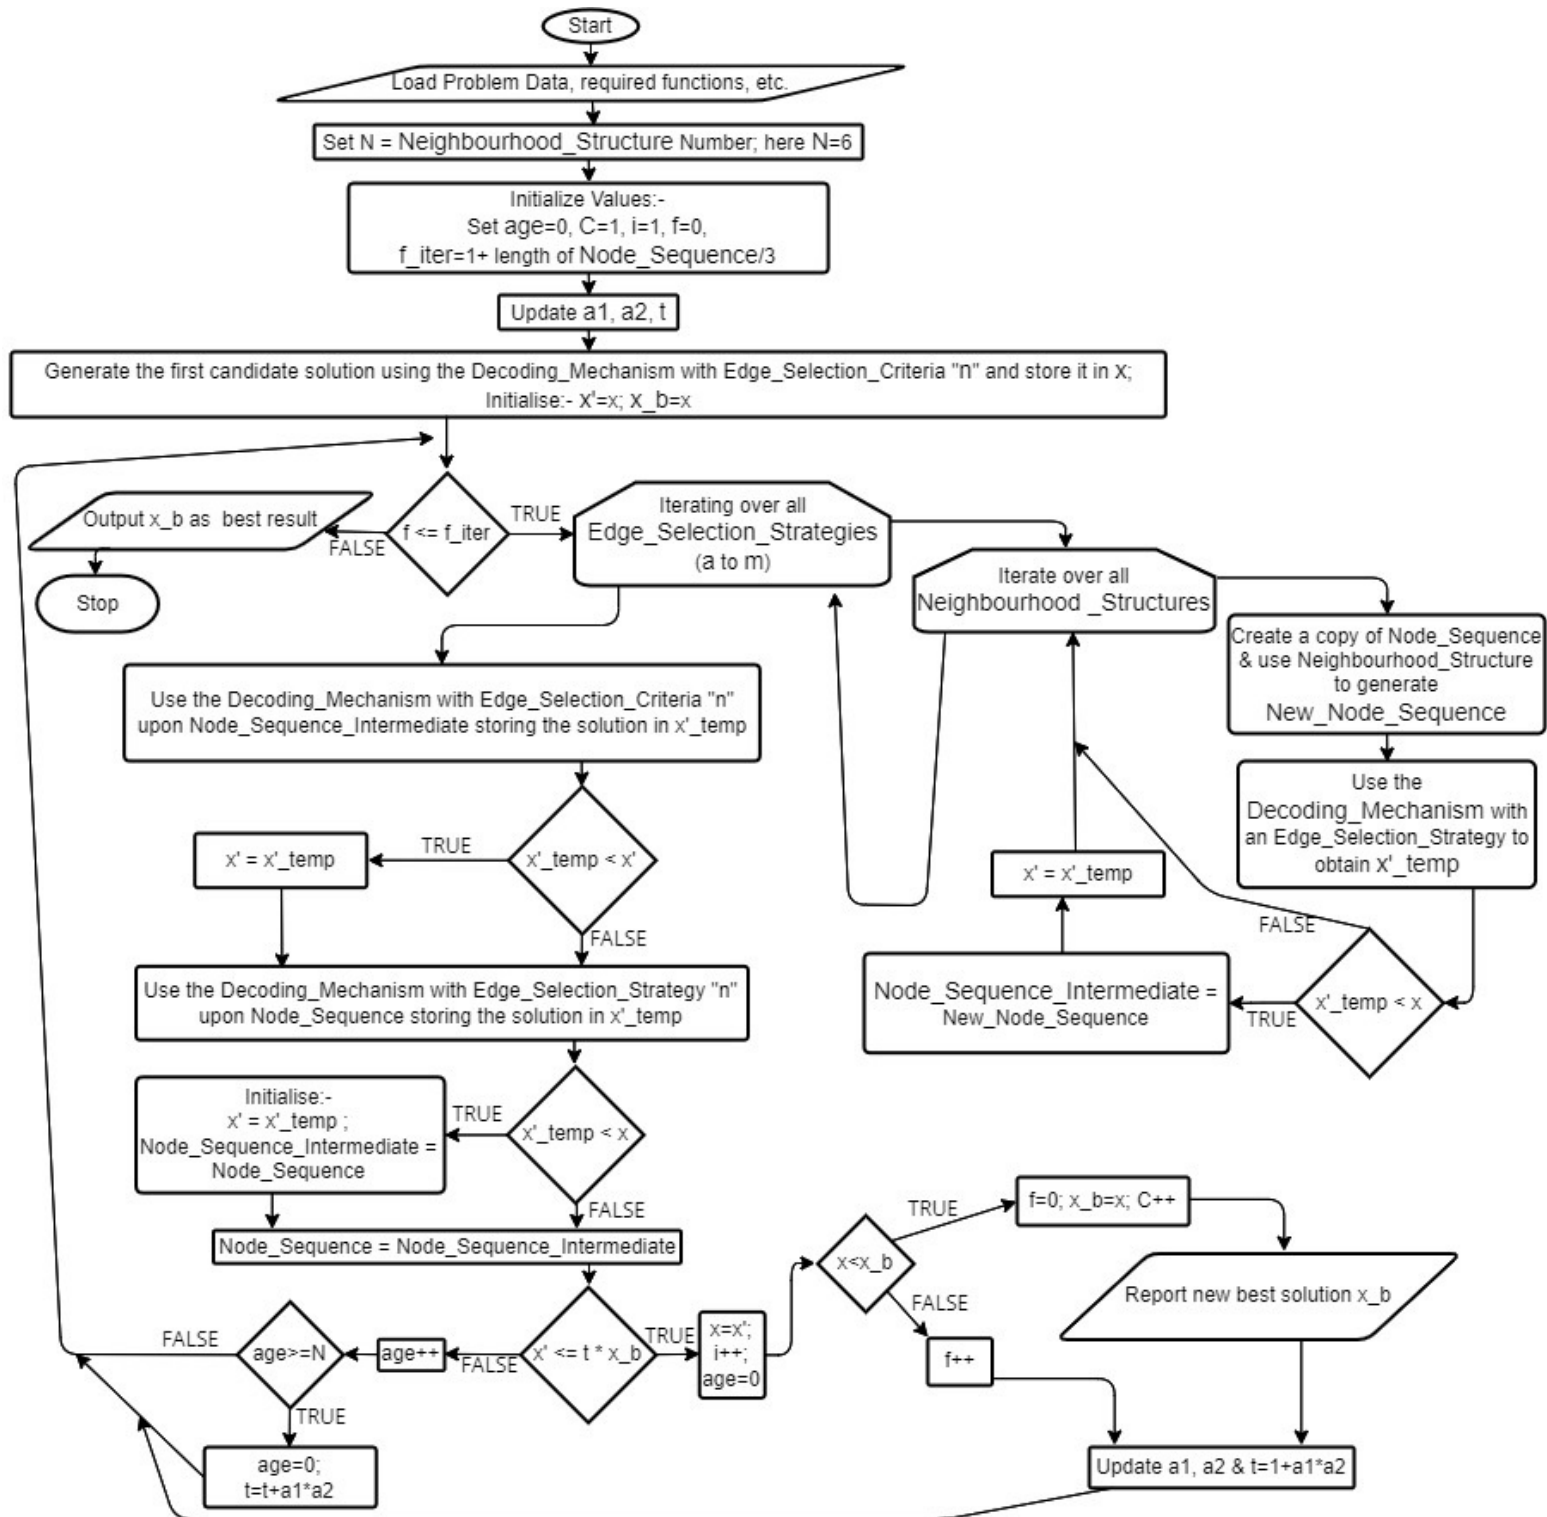 Start
Load Problem Data, required functions, etc.
Set N = Neighbourhood_Structure Number; here N=6
Initialize Values:-
Set age=0, C=1, i=1, f=0,
f_iter=1+ length of Node_Sequence/3
Update a1, a2, t
Generate the first candidate solution using the Decoding_Mechanism with Edge_Selection_Criteria "n" and store it in x;
Initialise:- x'=x; x_b=x
f <= f_iter
TRUE
FALSE
Output x_b as best result
Stop
Iterating over all
Edge_Selection_Strategies
(a to m)
Iterate over all
Neighbourhood _Structures
Create a copy of Node_Sequence
& use Neighbourhood_Structure
to generate
New_Node_Sequence
Use the
Decoding_Mechanism with
an Edge_Selection_Strategy to
obtain x'_temp
x'_temp < x
FALSE
TRUE
Node_Sequence_Intermediate =
New_Node_Sequence
x' = x'_temp
Use the Decoding_Mechanism with Edge_Selection_Criteria "n"
upon Node_Sequence_Intermediate storing the solution in x'_temp
x'_temp < x'
TRUE
x' = x'_temp
FALSE
Use the Decoding_Mechanism with Edge_Selection_Strategy "n"
upon Node_Sequence storing the solution in x'_temp
x'_temp < x
TRUE
Initialise:-
x' = x'_temp ;
Node_Sequence_Intermediate =
Node_Sequence
FALSE
Node_Sequence = Node_Sequence_Intermediate
x' <= t * x_b
FALSE
age++
age>=N
FALSE
TRUE
age=0;
t=t+a1*a2
TRUE
x=x';
i++;
age=0
x<x_b
TRUE
f=0; x_b=x; C++
Report new best solution x_b
FALSE
f++
Update a1, a2 & t=1+a1*a2